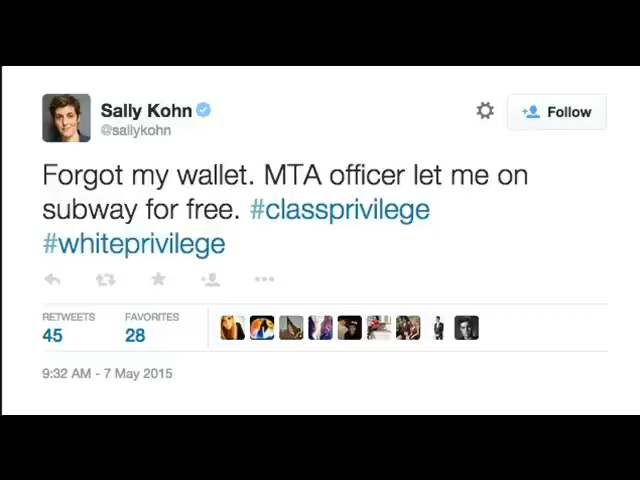 Sally Kohn
@sallykohn
Follow
Forgot my wallet. MTA officer let me on
subway for free. #classprivilege
#whiteprivilege
RETWEETS FAVORITES
45 28
9:32 AM - 7 May 2015